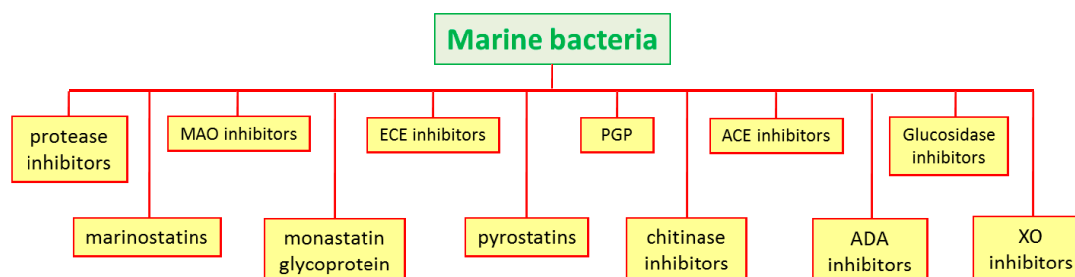 Marine bacteria
protease
inhibitors
MAO inhibitors
ECE inhibitors
PGP
ACE inhibitors
Glucosidase
inhibitors
marinostatins
monastatin
glycoprotein
pyrostatins
chitinase
inhibitors
ADA
inhibitors
XO
inhibitors